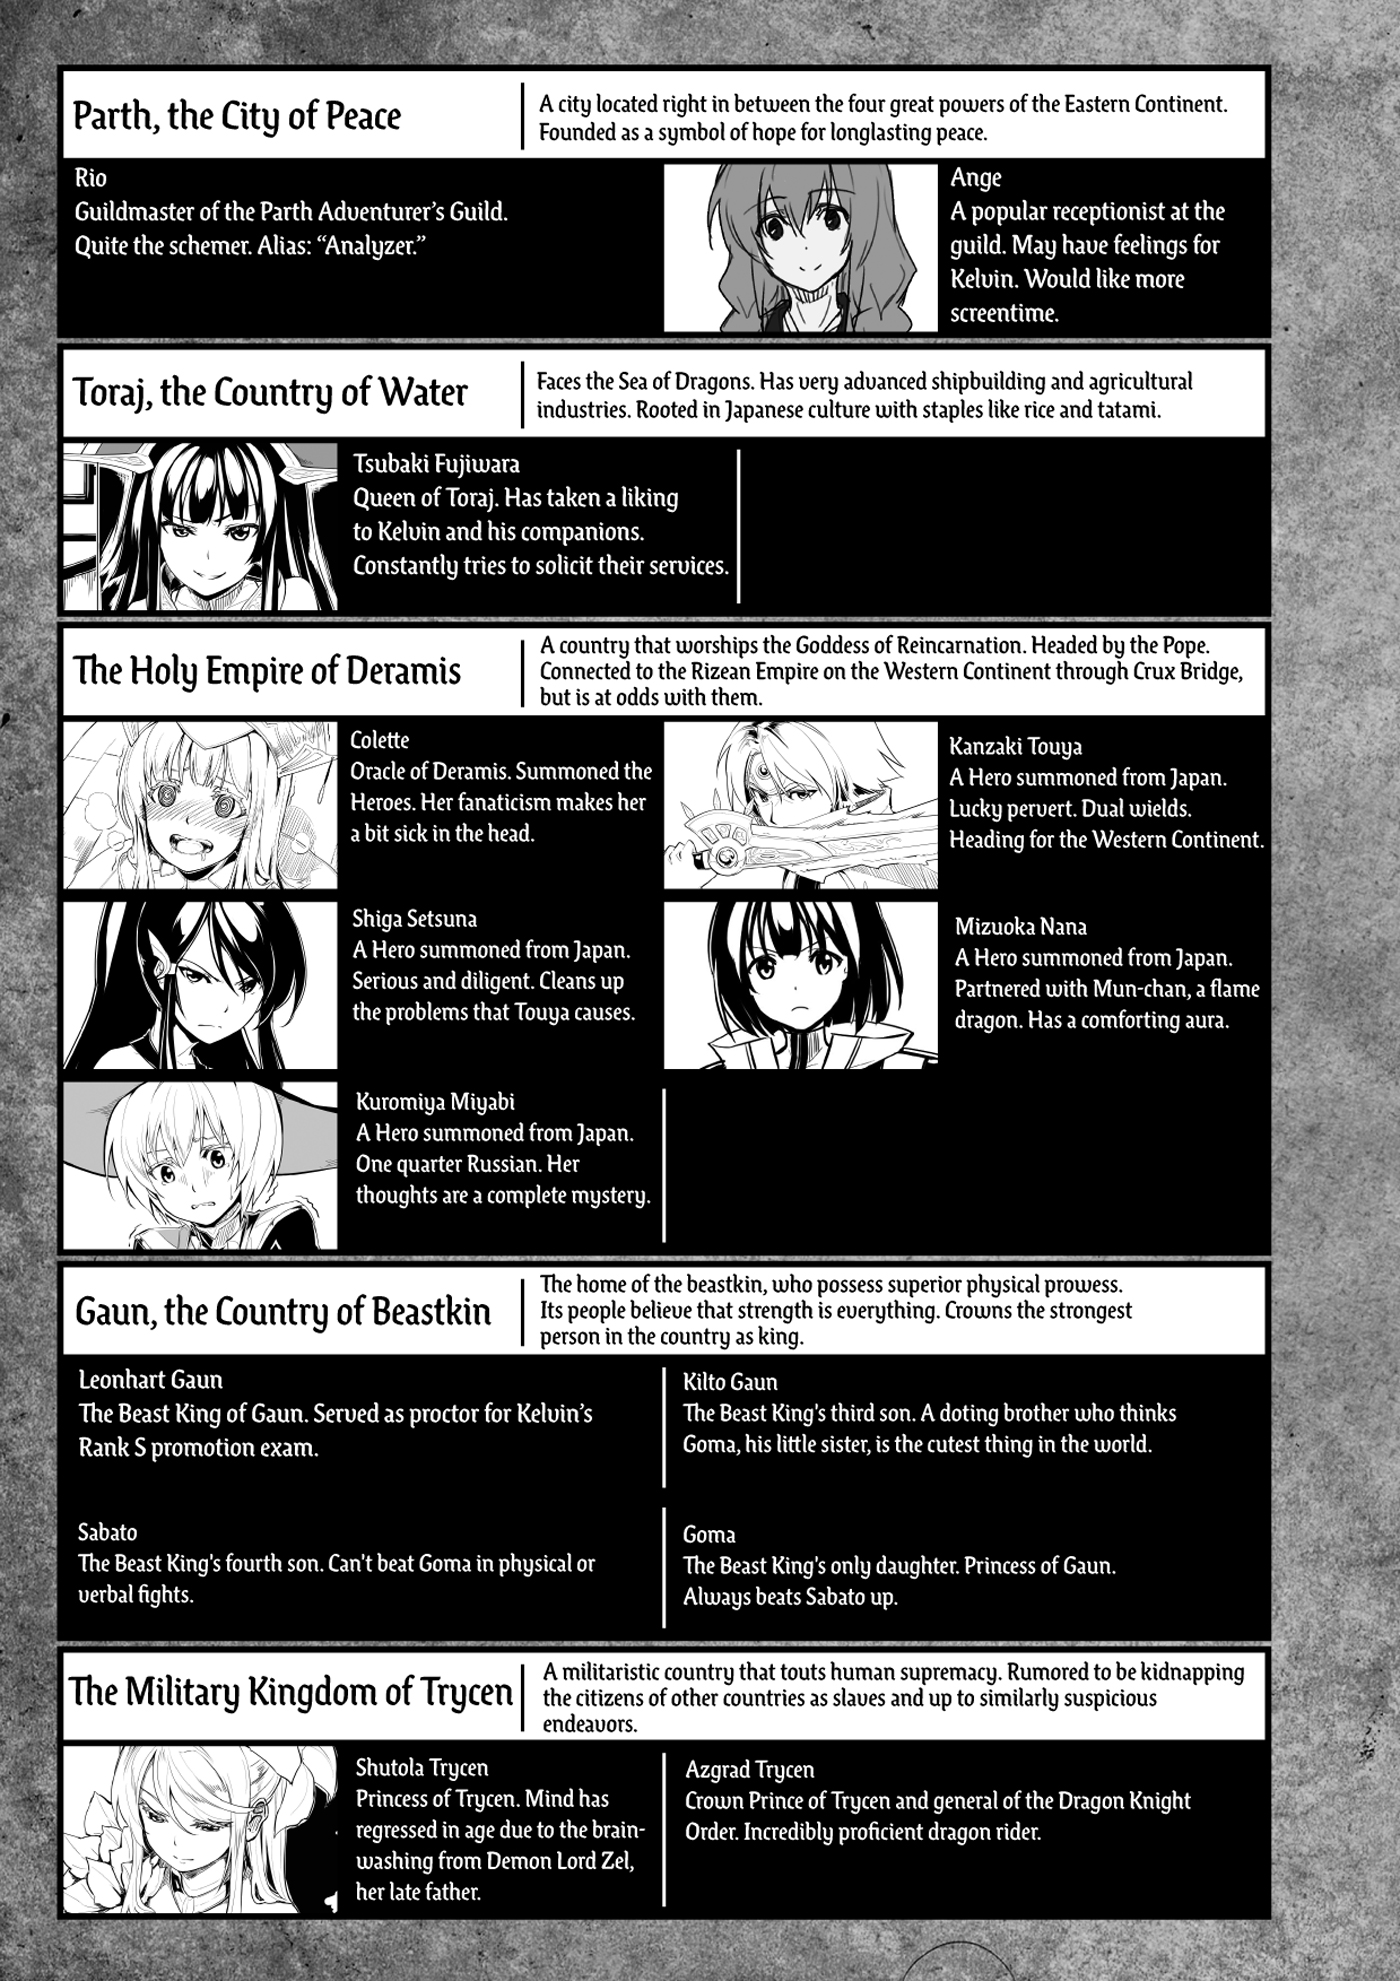 Parth, the City of Peace
A city located right in between the four great powers of the Eastern Continent.
Founded as a symbol of hope for longlasting peace.
Rio
Guildmaster of the Parth Adventurer's Guild.
Quite the schemer. Alias: “Analyzer.”
Ange
A popular receptionist at the
guild. May have feelings for
Kelvin. Would like more
screentime.
Toraj, the Country of Water
Faces the Sea of Dragons. Has very advanced shipbuilding and agricultural
industries. Rooted in Japanese culture with staples like rice and tatami.
Tsubaki Fujiwara
Queen of Toraj. Has taken a liking
to Kelvin and his companions.
Constantly tries to solicit their services.
The Holy Empire of Deramis
A country that worships the Goddess of Reincarnation. Headed by the Pope.
Connected to the Rizean Empire on the Western Continent through Crux Bridge,
but is at odds with them.
Colette
Oracle of Deramis. Summoned the
Heroes. Her fanaticism makes her
a bit sick in the head.
Kanzaki Touya
A Hero summoned from Japan.
Lucky pervert. Dual wields.
Heading for the Western Continent.
Shiga Setsuna
A Hero summoned from Japan.
Serious and diligent. Cleans up
the problems that Touya causes.
Mizuoka Nana
A Hero summoned from Japan.
Partnered with Mun-chan, a flame
dragon. Has a comforting aura.
Kuromiya Miyabi
A Hero summoned from Japan.
One quarter Russian. Her
thoughts are a complete mystery.
Gaun, the Country of Beastkin
The home of the beastkin, who possess superior physical prowess.
Its people believe that strength is everything. Crowns the strongest
person in the country as king.
Leonhart Gaun
The Beast King of Gaun. Served as proctor for Kelvin's
Rank S promotion exam.
Kilto Gaun
The Beast King's third son. A doting brother who thinks
Goma, his little sister, is the cutest thing in the world.
Sabato
The Beast King's fourth son. Can't beat Goma in physical or
verbal fights.
Goma
The Beast King's only daughter. Princess of Gaun.
Always beats Sabato up.
The Military Kingdom of Trycen
A militaristic country that touts human supremacy. Rumored to be kidnapping
the citizens of other countries as slaves and up to similarly suspicious
endeavors.
Shutola Trycen
Princess of Trycen. Mind has
regressed in age due to the brain-
washing from Demon Lord Zel,
her late father.
Azgrad Trycen
Crown Prince of Trycen and general of the Dragon Knight
Order. Incredibly proficient dragon rider.